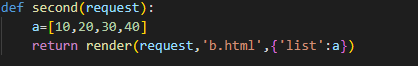 def second(request):
    a=[10,20,30,40]
    return render(request,'b.html',{'list':a})